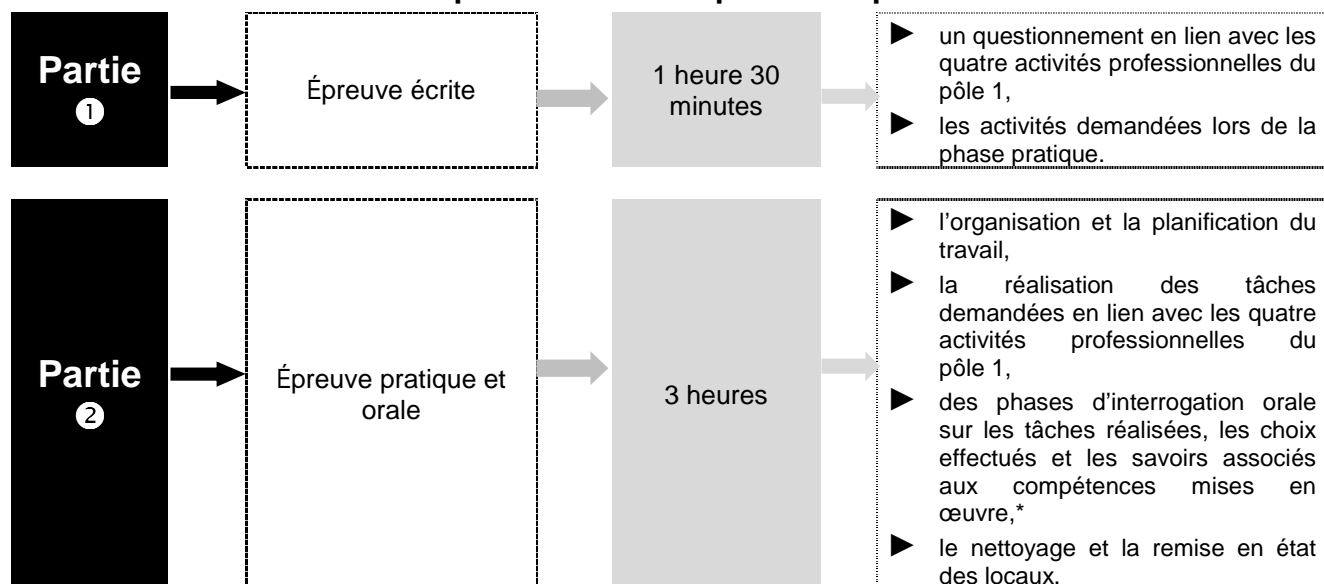 Partie
①
Épreuve écrite
1 heure 30
minutes
► un questionnement en lien avec les
quatre activités professionnelles du
pôle 1,
► les activités demandées lors de la
phase pratique.
Partie
②
Épreuve pratique et
orale
3 heures
► l’organisation et la planification du
travail,
► la réalisation des tâches
demandées en lien avec les quatre
activités professionnelles du
pôle 1,
► des phases d’interrogation orale
sur les tâches réalisées, les choix
effectués et les savoirs associés
aux compétences mises en
œuvre,*
► le nettoyage et la remise en état
des locaux.